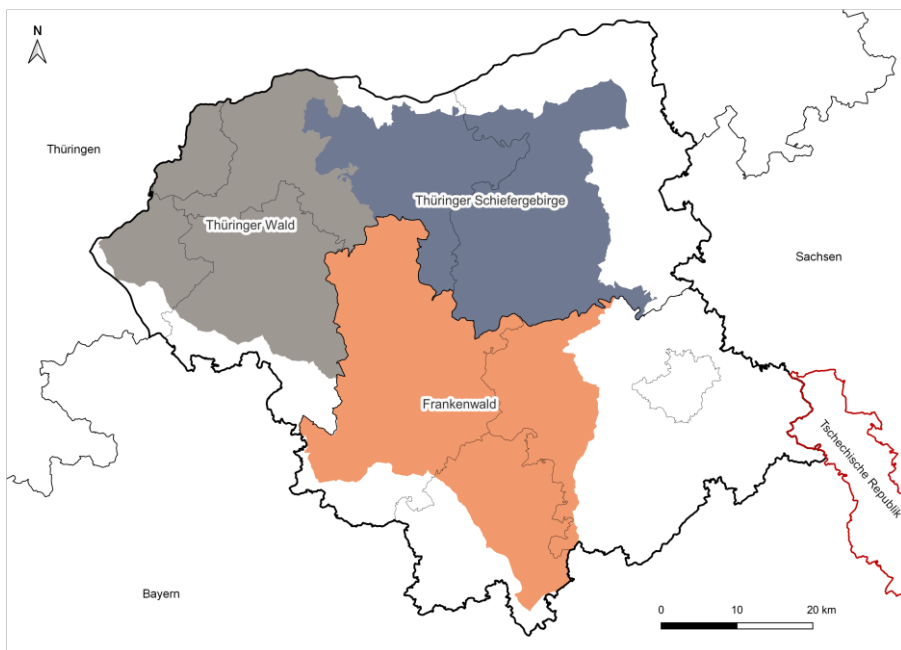 N
Thüringen
Thüringer Schiefergebirge
Thüringer Wald
Sachsen
Frankenwald
Tschechische Republik
Bayern
0 10 20 km